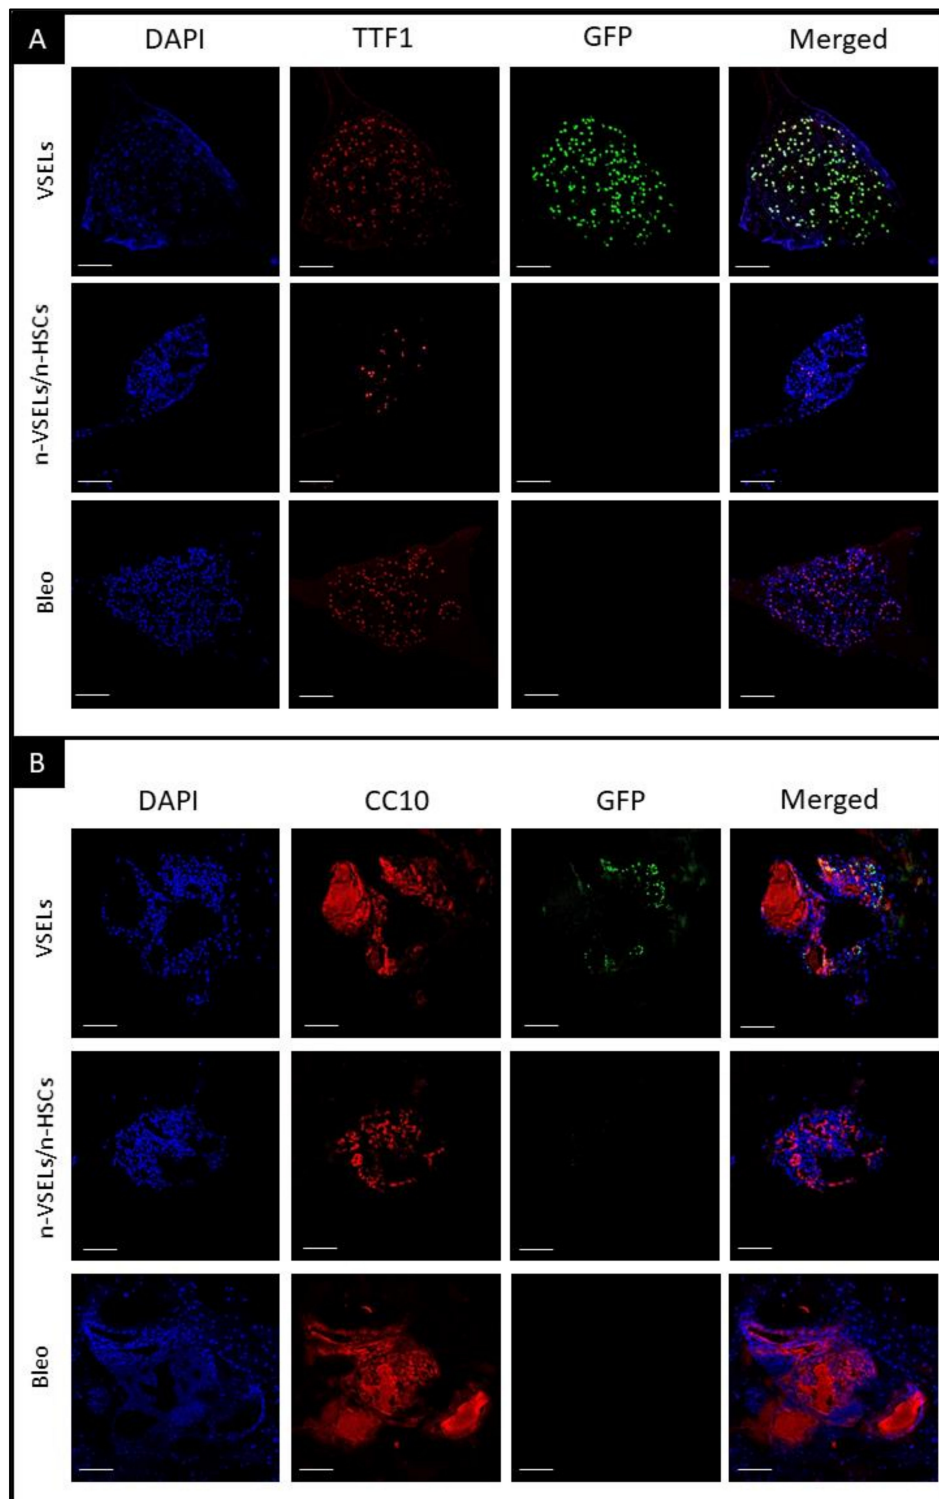 A
DAPI TTF1 GFP Merged
VSELs
n-VSELs/n-HSCs
Bleo
B
DAPI CC10 GFP Merged
VSELs
n-VSELs/n-HSCs
Bleo